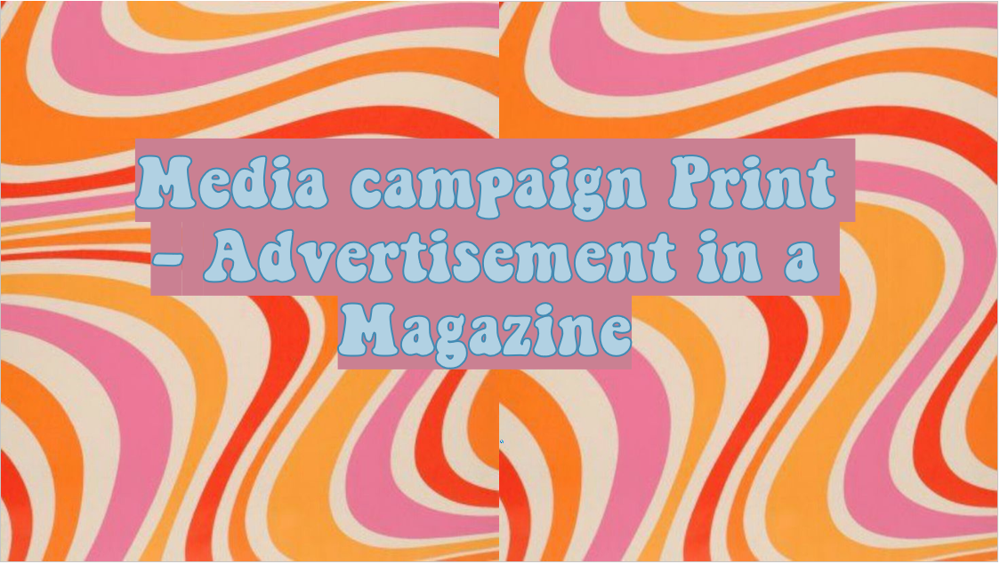 Media campaign Print
- Advertisement in a
Magazine